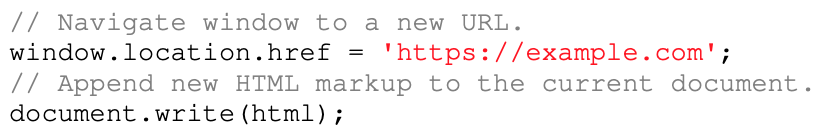 // Navigate window to a new URL.
window.location.href = 'https://example.com';
// Append new HTML markup to the current document.
document.write(html);